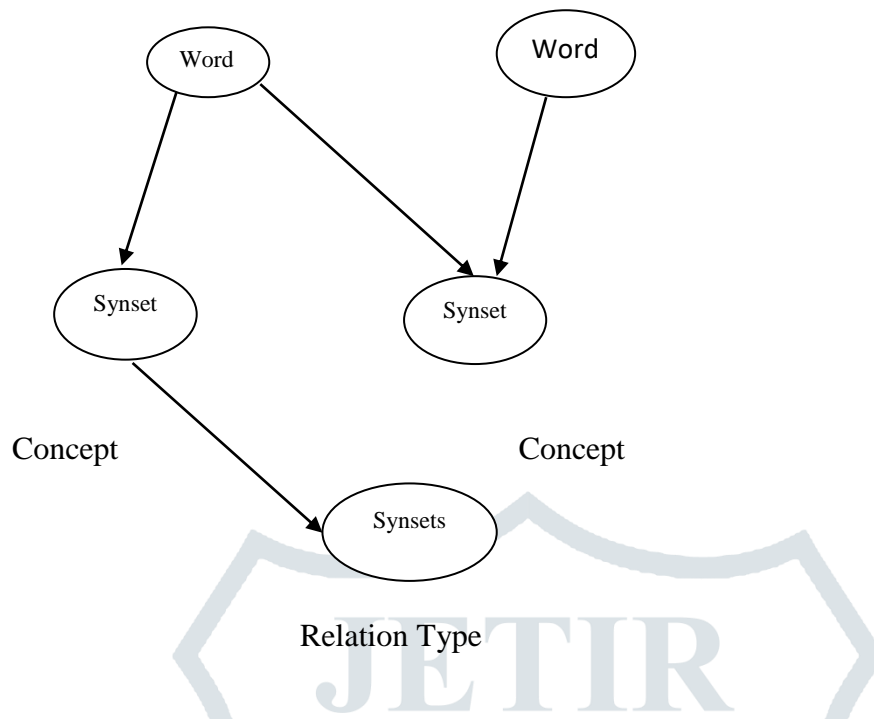 Word
Word
Synset
Synset
Concept
Concept
Synsets
Relation Type
JETIR